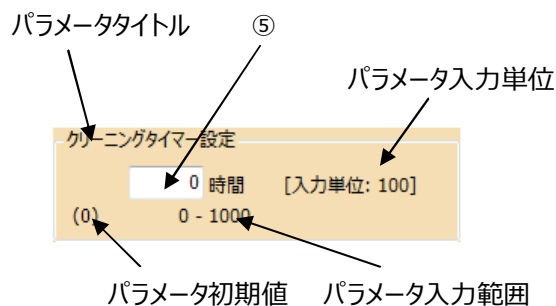 パラメータタイトル ⑤
パラメータ入力単位
クリーニングタイマー設定
0 時間 [入力単位: 100]
(0) 0 - 1000
パラメータ初期値 パラメータ入力範囲